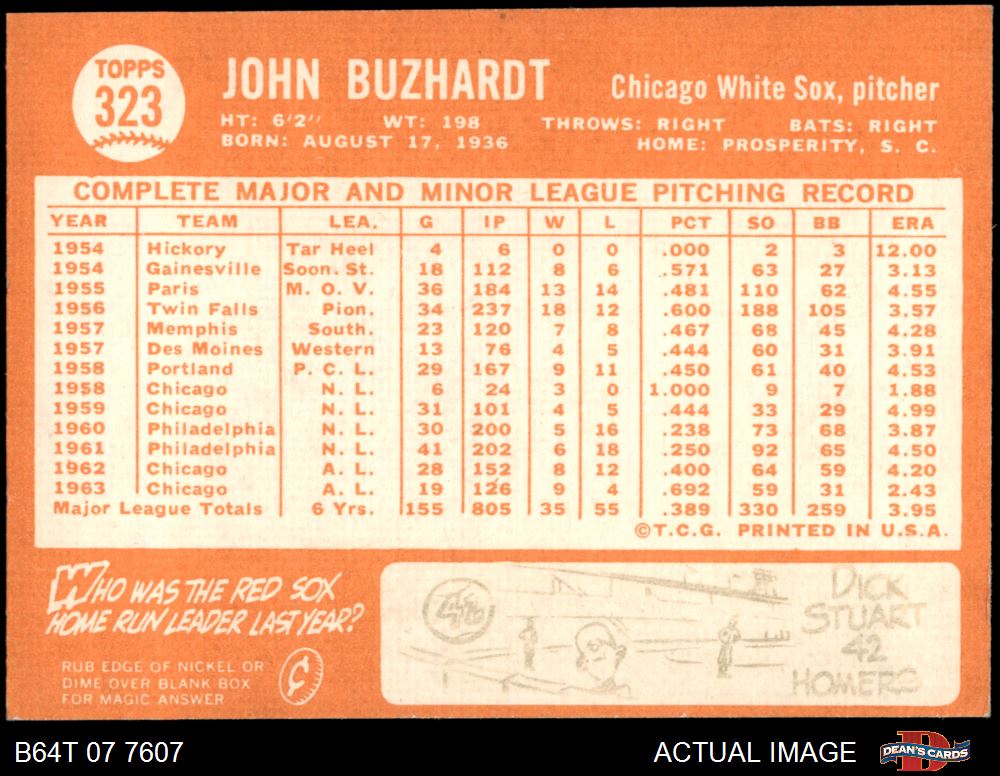 TOPPS
323
JOHN BUZHARDT
Chicago White Sox, pitcher
HT: 6'2" WT: 198 THROWS: RIGHT BATS: RIGHT
BORN: AUGUST 17, 1936 HOME: PROSPERITY, S. C.
COMPLETE MAJOR AND MINOR LEAGUE PITCHING RECORD
YEAR TEAM LEA. G IP W L PCT SO BB ERA
1954 Hickory Tar Heel 4 6 0 0 .000 2 3 12.00
1954 Gainesville Soon. St. 18 112 8 6 .571 63 27 3.13
1955 Paris M. O. V. 36 184 13 14 .481 110 62 4.55
1956 Twin Falls Pion. 34 237 18 12 .600 188 105 3.57
1957 Memphis South. 23 120 7 8 .467 68 45 4.28
1957 Des Moines Western 13 76 4 5 .444 60 31 3.91
1958 Portland P. C. L. 29 167 9 11 .450 61 40 4.53
1958 Chicago N. L. 6 24 3 0 1.000 9 7 1.88
1959 Chicago N. L. 31 101 4 5 .444 33 29 4.99
1960 Philadelphia N. L. 30 200 5 16 .238 73 68 3.87
1961 Philadelphia N. L. 41 202 6 18 .250 92 65 4.50
1962 Chicago A. L. 28 152 8 12 .400 64 59 4.20
1963 Chicago A. L. 19 126 9 4 .692 59 31 2.43
Major League Totals 6 Yrs. 155 805 35 55 .389 330 259 3.95
©T.C.G. PRINTED IN U.S.A.
WHO WAS THE RED SOX
HOME RUN LEADER LAST YEAR?
RUB EDGE OF NICKEL OR
DIME OVER BLANK BOX
FOR MAGIC ANSWER
¢
DICK
STUART
42
HOMERS
B64T 07 7607
ACTUAL IMAGE
DEAN'S CARDS